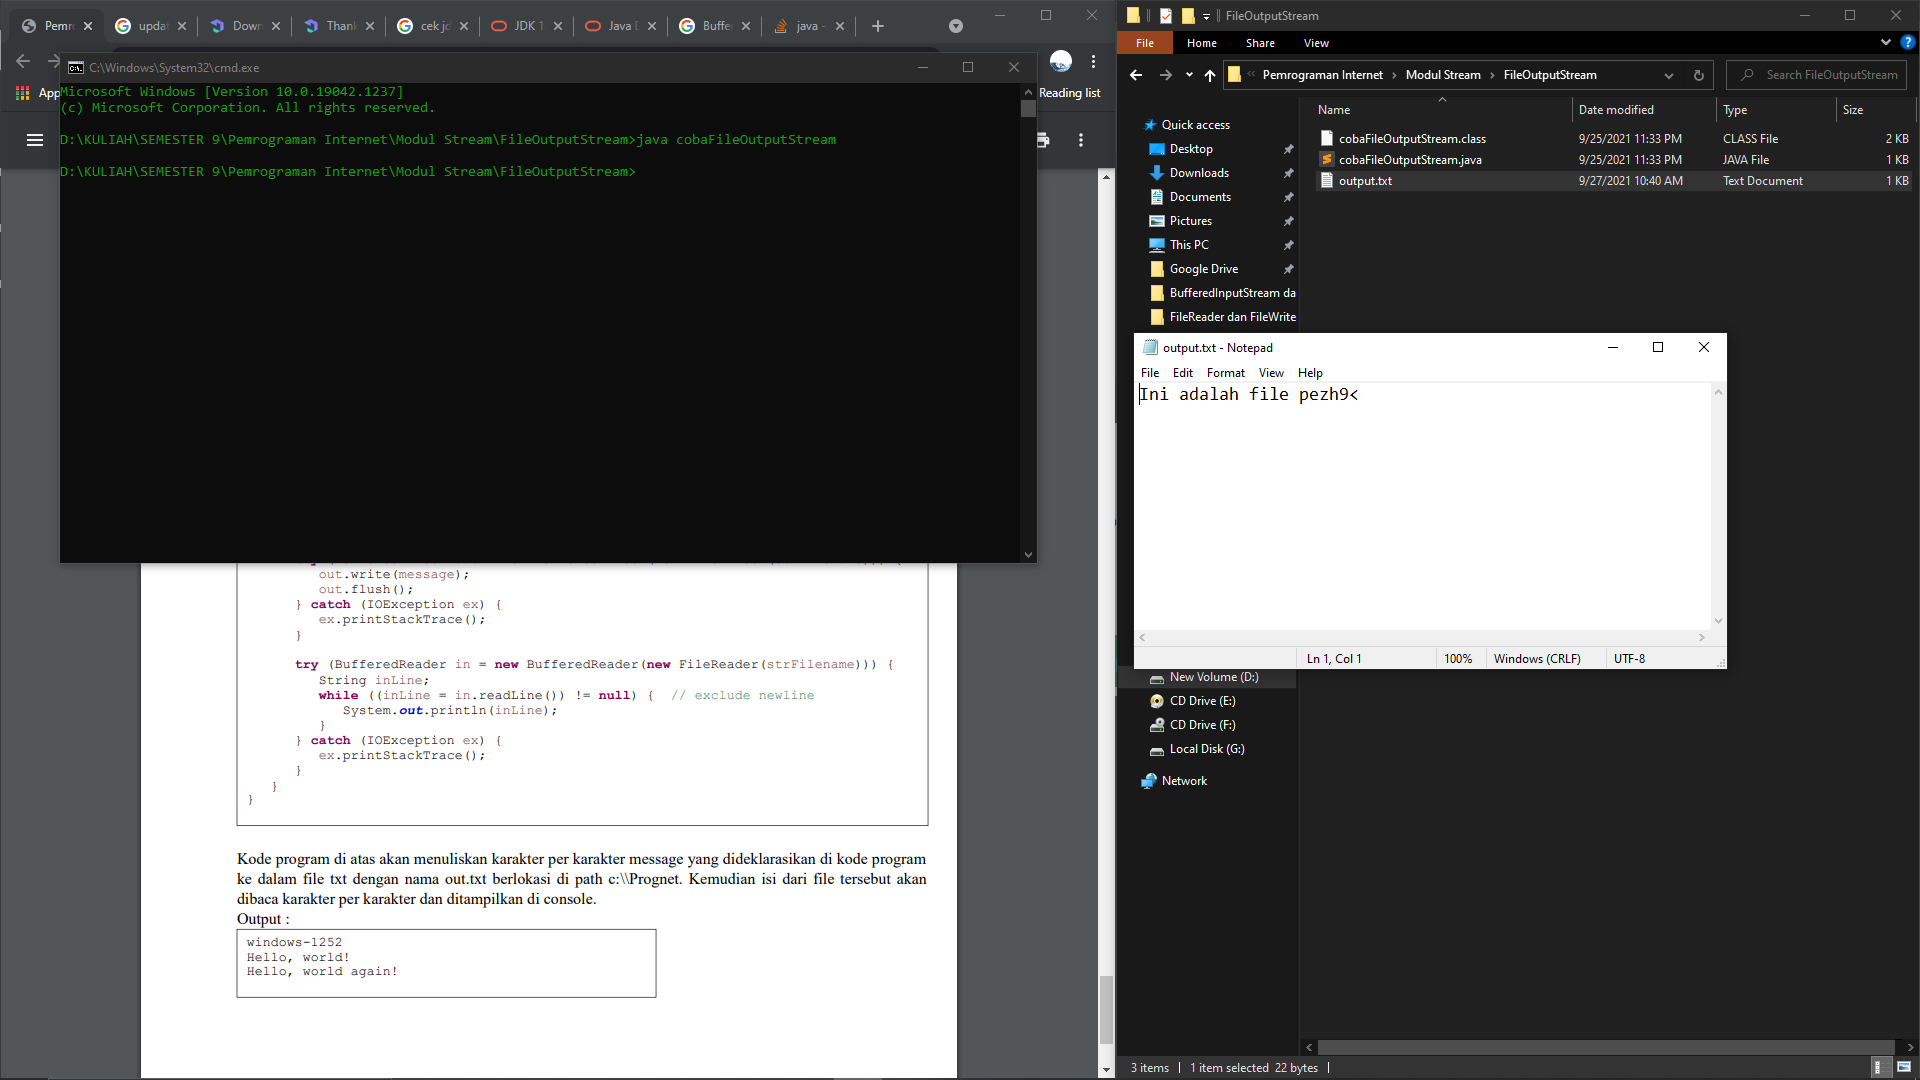 Pemr
updat
Down
Thank
cek jd
JDK 1
Java D
Buffer
java -
App
Reading list
C:\Windows\System32\cmd.exe
Microsoft Windows [Version 10.0.19042.1237]
(c) Microsoft Corporation. All rights reserved.
D:\KULIAH\SEMESTER 9\Pemrograman Internet\Modul Stream\FileOutputStream>java cobaFileOutputStream
D:\KULIAH\SEMESTER 9\Pemrograman Internet\Modul Stream\FileOutputStream>
out.write(message);
out.flush();
} catch (IOException ex) {
ex.printStackTrace();
}
try (BufferedReader in = new BufferedReader(new FileReader(strFilename))) {
String inLine;
while ((inLine = in.readLine()) != null) { // exclude newline
System.out.println(inLine);
}
} catch (IOException ex) {
ex.printStackTrace();
}
}
}
Kode program di atas akan menuliskan karakter per karakter message yang dideklarasikan di kode program
ke dalam file txt dengan nama out.txt berlokasi di path c:\\Prognet. Kemudian isi dari file tersebut akan
dibaca karakter per karakter dan ditampilkan di console.
Output :
windows-1252
Hello, world!
Hello, world again!
FileOutputStream
File Home Share View
Pemrograman Internet > Modul Stream > FileOutputStream
Search FileOutputStream
Name Date modified Type Size
cobaFileOutputStream.class 9/25/2021 11:33 PM CLASS File 2 KB
cobaFileOutputStream.java 9/25/2021 11:33 PM JAVA File 1 KB
output.txt 9/27/2021 10:40 AM Text Document 1 KB
Quick access
Desktop
Downloads
Documents
Pictures
This PC
Google Drive
BufferedInputStream da
FileReader dan FileWrite
output.txt - Notepad
File Edit Format View Help
Ini adalah file pezh9<
Ln 1, Col 1 100% Windows (CRLF) UTF-8
New Volume (D:)
CD Drive (E:)
CD Drive (F:)
Local Disk (G:)
Network
3 items 1 item selected 22 bytes